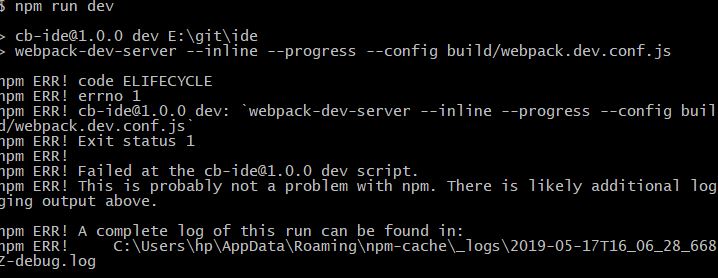 $ npm run dev
> cb-ide@1.0.0 dev E:\git\ide
> webpack-dev-server --inline --progress --config build/webpack.dev.conf.js
npm ERR! code ELIFECYCLE
npm ERR! errno 1
npm ERR! cb-ide@1.0.0 dev: `webpack-dev-server --inline --progress --config buil
d/webpack.dev.conf.js`
npm ERR! Exit status 1
npm ERR!
npm ERR! Failed at the cb-ide@1.0.0 dev script.
npm ERR! This is probably not a problem with npm. There is likely additional log
ging output above.
npm ERR! A complete log of this run can be found in:
npm ERR!     C:\Users\hp\AppData\Roaming\npm-cache\_logs\2019-05-17T16_06_28_668
Z-debug.log